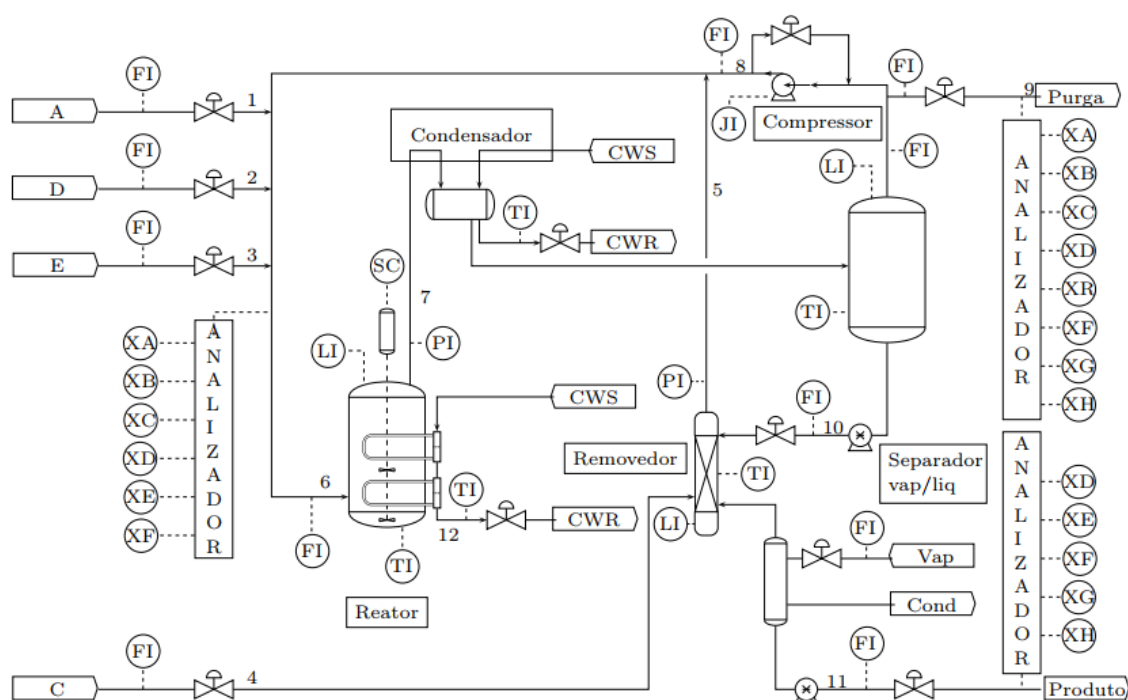 FI
8
FI
FI
FI
A
1
JI
Compressor
9
Purga
Condensador
CWS
FI
D
2
LI
FI
5
TI
CWR
FI
E
3
SC
7
TI
A
N
A
L
I
Z
A
D
O
R
XA
XB
XC
XD
XR
XF
XG
XH
XA
XB
XC
XD
XE
XF
A
N
A
L
I
Z
A
D
O
R
LI
PI
CWS
PI
FI
10
Removedor
TI
Separador
vap/liq
6
FI
TI
12
CWR
TI
Reator
LI
FI
Vap
Cond
A
N
A
L
I
Z
A
D
O
R
XD
XE
XF
XG
XH
FI
C
4
FI
11
Produto